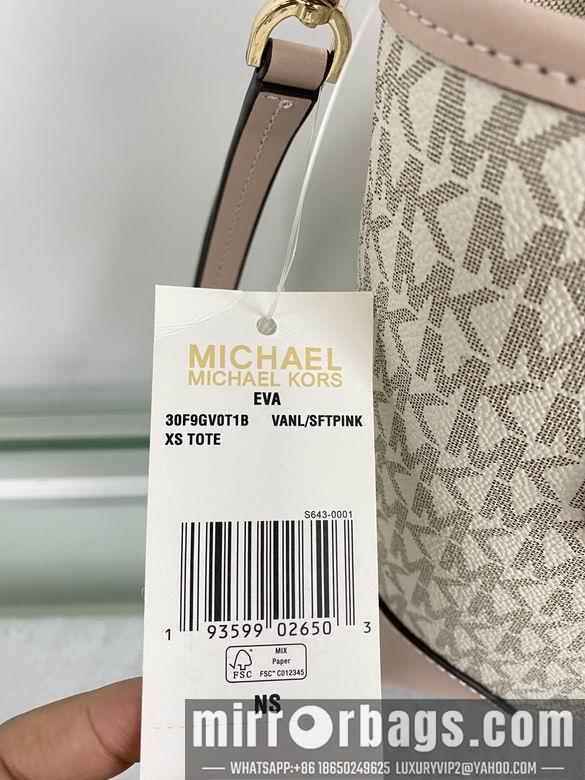 MICHAEL
MICHAEL KORS
EVA
30F9GV0T1B VANL/SFTPINK
XS TOTE
S643-0001
1 93599 02650 3
FSC
MIX
Paper
FSC™ C012345
NS
mirrorbags.com.
WHATSAPP:+86 18650249625 LUXURYVIP2@YAHOO.COM